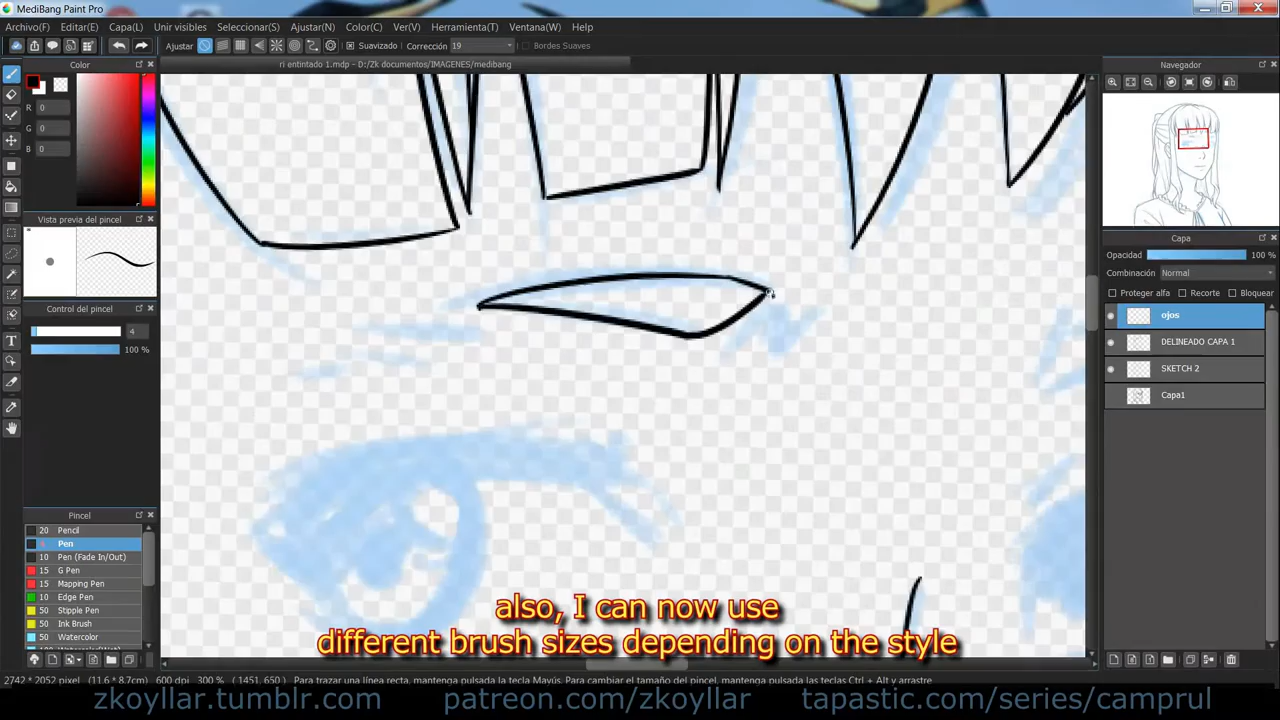 MediBang Paint Pro
Archivo(F) Editar(E) Capa(L) Unir visibles Seleccionar(S) Ajustar(N) Color(C) Ver(V) Herramienta(T) Ventana(W) Help
Ajustar Suavizado Corrección 19 Bordes Suaves
Color
ri entintado 1.mdp - D:/Zk documentos/IMAGENES/medibang
Navegador
R 0
G 0
B 0
Vista previa del pincel
Capa
Opacidad 100 %
Combinación Normal
Proteger alfa Recorte Bloquear
Control del pincel
ojos
4
DELINEADO CAPA 1
100 %
SKETCH 2
Capa1
Pincel
20 Pencil
Pen
10 Pen (Fade In/Out)
15 G Pen
15 Mapping Pen
10 Edge Pen
50 Stipple Pen
50 Ink Brush
50 Watercolor
also, I can now use
different brush sizes depending on the style
2742 * 2052 pixel (11.6 * 8.7cm) 600 dpi 300 % (1451, 650) Para trazar una línea recta, mantenga pulsada la tecla Mayús. Para cambiar el tamaño del pincel, mantenga pulsadas las teclas Ctrl + Alt y arrastre
zkoyllar.tumblr.com patreon.com/zkoyllar tapastic.com/series/camprul